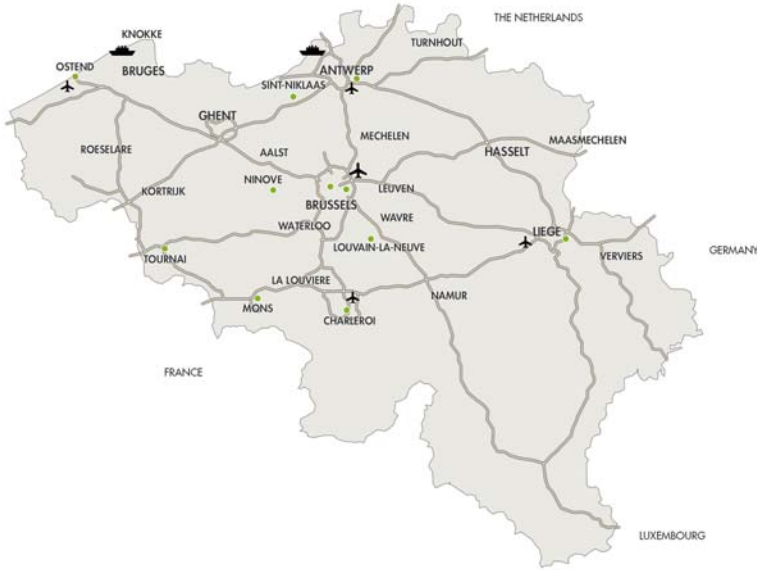 THE NETHERLANDS
KNOKKE
TURNHOUT
OSTEND
BRUGES
ANTWERP
SINT-NIKLAAS
GHENT
MECHELEN
MAASMECHELEN
ROESELARE
AALST
HASSELT
KORTRIJK
NINOVE
LEUVEN
BRUSSELS
WATERLOO
WAVRE
LIEGE
TOURNAI
LOUVAIN-LA-NEUVE
VERVIERS
GERMANY
LA LOUVIERE
NAMUR
MONS
CHARLEROI
FRANCE
LUXEMBOURG